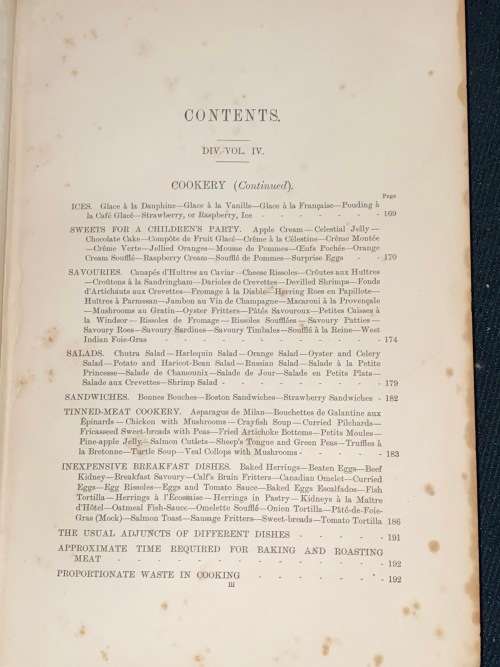 CONTENTS.
DIV. VOL. IV.
COOKERY (Continued).
Page
ICES. Glace à la Dauphine—Glace à la Vanille—Glace à la Française—Pouding à
la Café Glacé—Strawberry, or Raspberry, Ice - - - - - - 169
SWEETS FOR A CHILDREN'S PARTY. Apple Cream—Celestial Jelly—
Chocolate Cake—Compôte de Fruit Glacé—Crême à la Célestins—Crème Montée
—Crème Verte—Jellied Oranges—Mousse de Pommes—Œufs Pochée—Orange
Cream Soufflé—Raspberry Cream—Soufflé de Pommes—Surprise Eggs - - 170
SAVOURIES. Canapés d'Huîtres au Caviar—Cheese Rissoles—Croûtes aux Huîtres
—Croûtons à la Sandringham—Darioles de Crevettes—Devilled Shrimps—Fonds
d'Artichauts aux Crevettes—Fromage à la Diable—Herring Roes en Papillote—
Huîtres à Parmesan—Jambon au Vin de Champagne—Macaroni à la Provençale
—Mushrooms au Gratin—Oyster Fritters—Pâtés Savoureux—Petites Caisses à
la Windsor—Rissoles de Fromage—Rissoles Soufflées—Savoury Patties—
Savoury Roes—Savoury Sardines—Savoury Timbales—Soufflé à la Reine—West
Indian Foie-Gras - - - - - - - - - - 174
SALADS. Chutra Salad—Harlequin Salad—Orange Salad—Oyster and Celery
Salad—Potato and Haricot-Bean Salad—Russian Salad—Salade à la Petite
Princesse—Salade de Chamounix—Salade de Jour—Salade en Petits Plats—
Salade aux Crevettes—Shrimp Salad - - - - - - - 179
SANDWICHES. Bonnes Bouches—Boston Sandwiches—Strawberry Sandwiches - 182
TINNED-MEAT COOKERY. Asparagus de Milan—Bouchettes de Galantine aux
Épinards—Chicken with Mushrooms—Crayfish Soup—Curried Pilchards—
Fricasseed Sweet-breads with Peas—Fried Artichoke Bottoms—Petits Moules—
Pine-apple Jelly—Salmon Cutlets—Sheep's Tongue and Green Peas—Truffles à
la Bretonne—Turtle Soup—Veal Collops with Mushrooms - - - - 183
INEXPENSIVE BREAKFAST DISHES. Baked Herrings—Beaten Eggs—Beef
Kidney—Breakfast Savoury—Calf's Brain Fritters—Canadian Omelet—Curried
Eggs—Egg Rissoles—Eggs and Tomato Sauce—Baked Eggs Escalfados—Fish
Tortilla—Herrings à l'Écossaise—Herrings in Pastry—Kidneys à la Maître
d'Hôtel—Oatmeal Fish-Sauce—Omelette Soufflé—Onion Tortilla—Pâté-de-Foie-
Gras (Mock)—Salmon Toast—Sausage Fritters—Sweet-breads—Tomato Tortilla 186
THE USUAL ADJUNCTS OF DIFFERENT DISHES - - - - - 191
APPROXIMATE TIME REQUIRED FOR BAKING AND ROASTING
MEAT - - - - - - - - - - - 192
PROPORTIONATE WASTE IN COOKING - - - - - - 192
iii